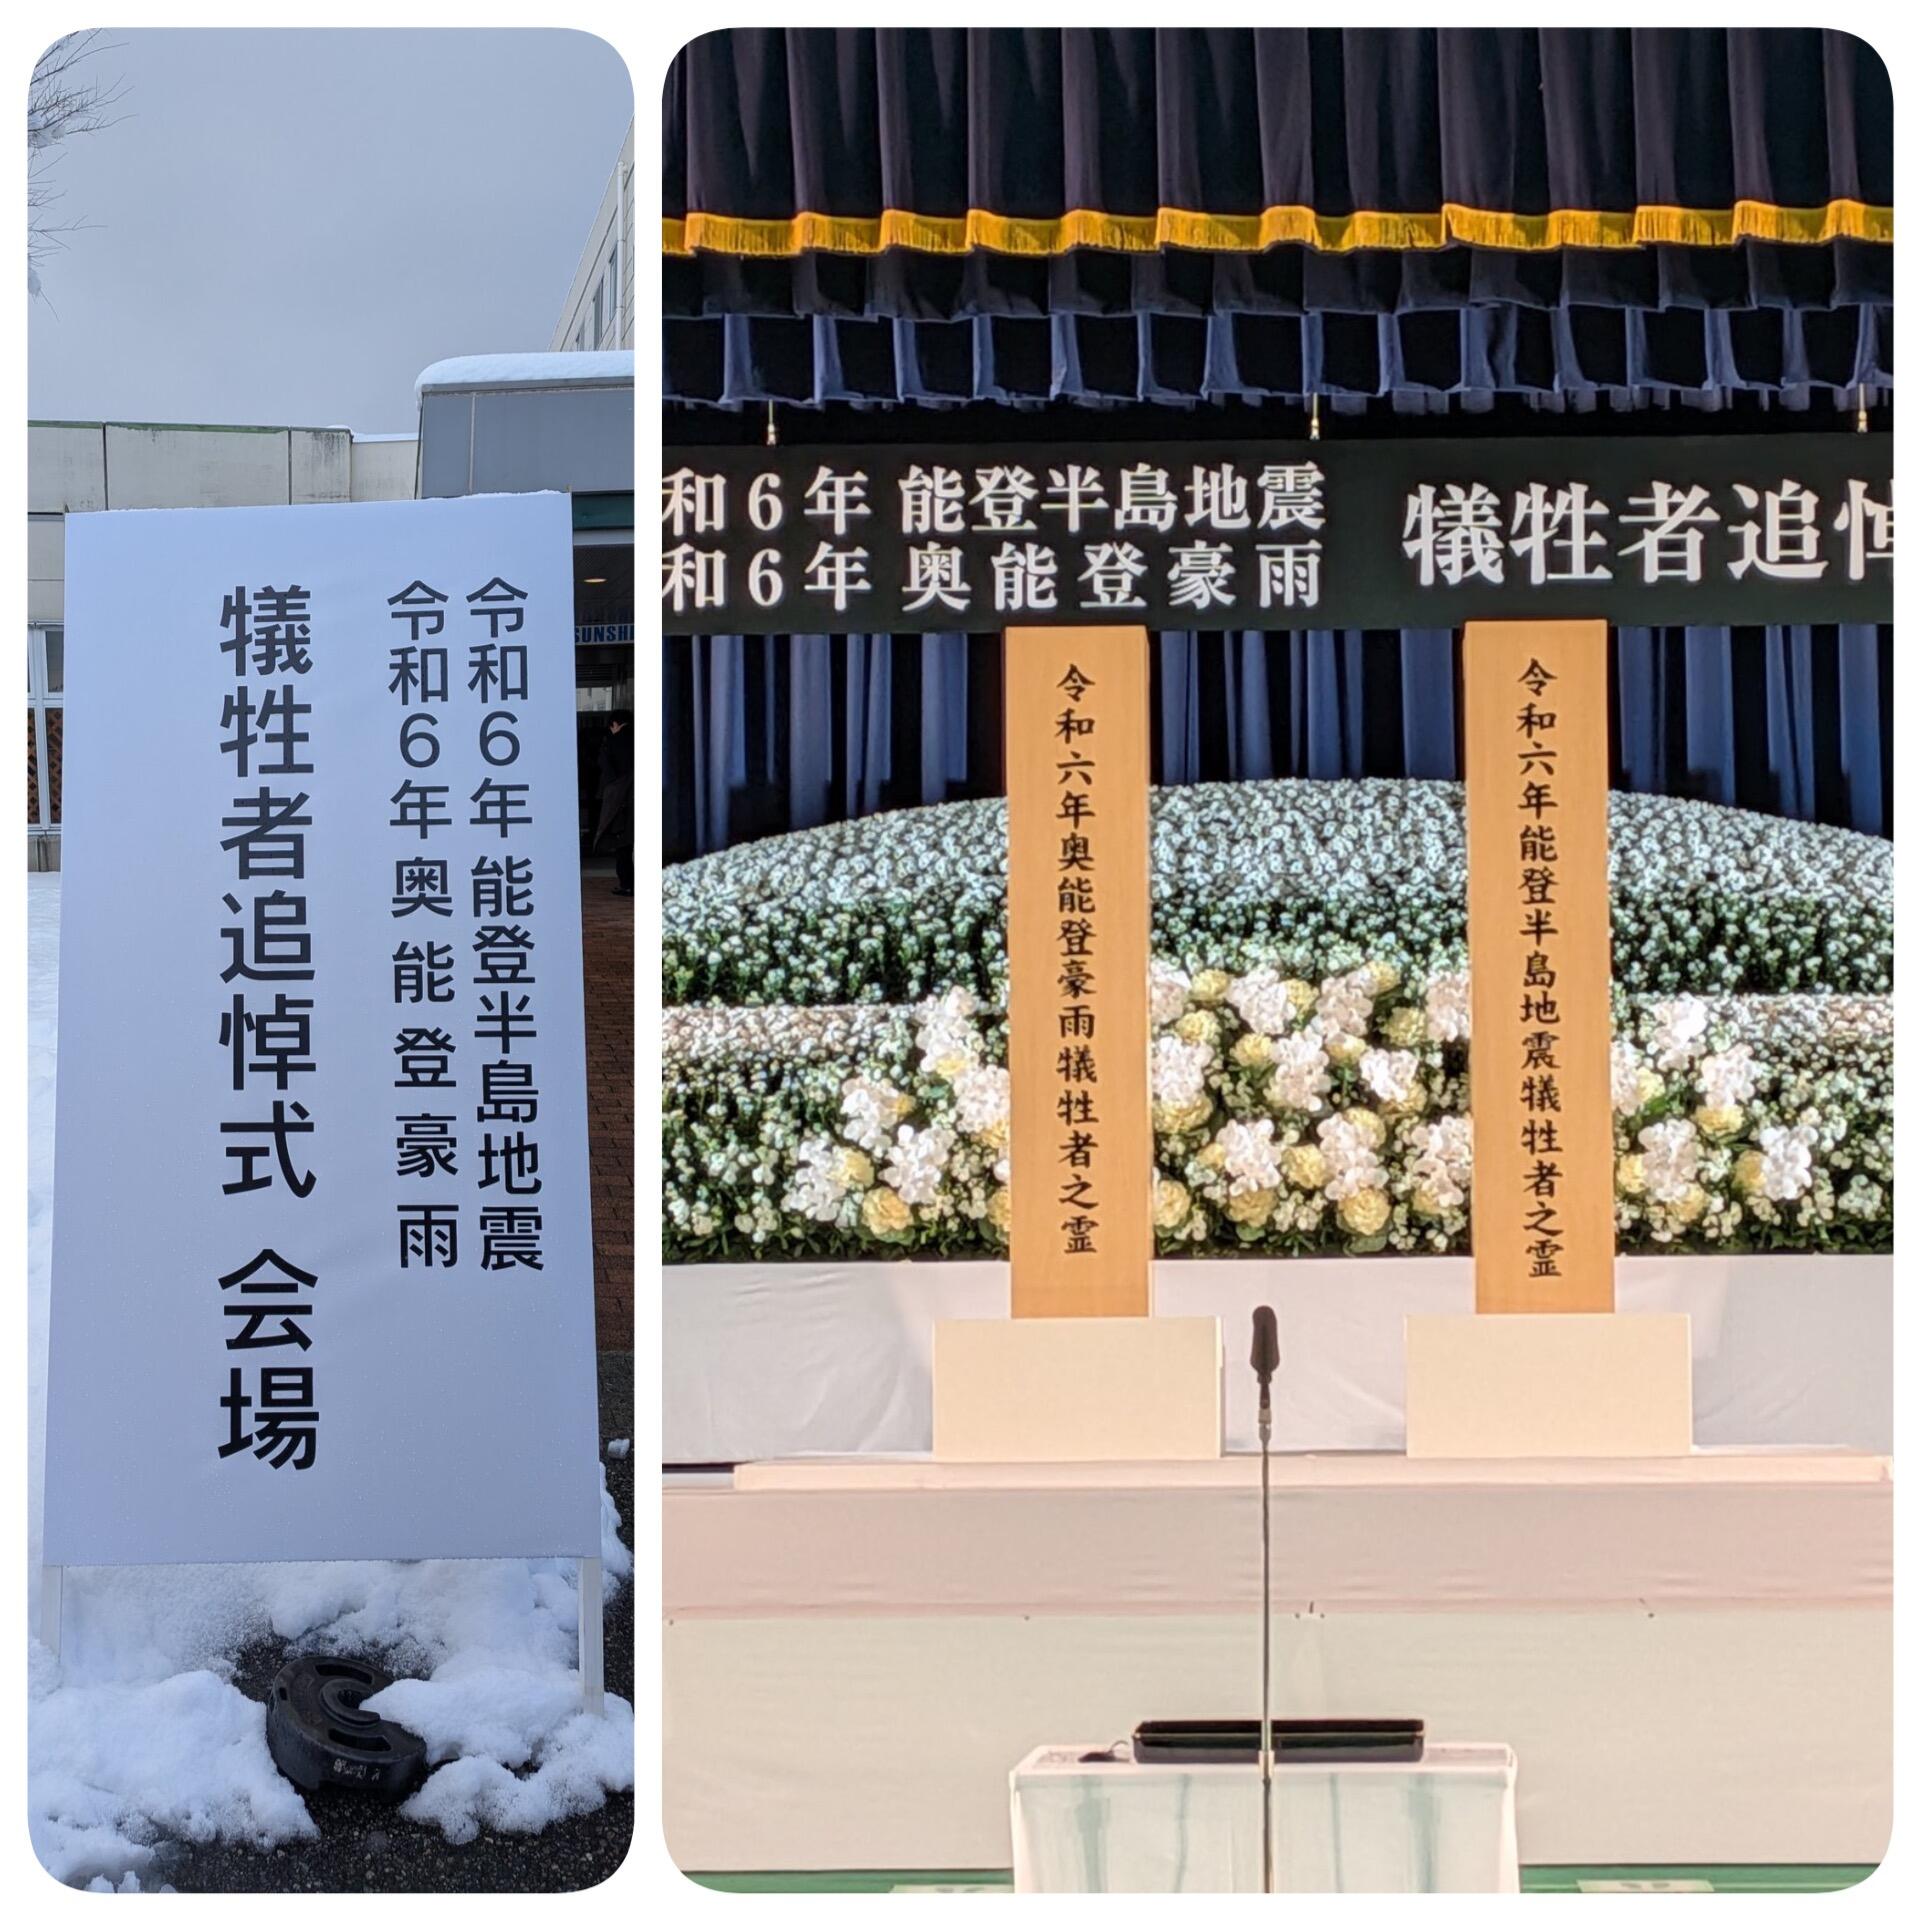 令和6年 能登半島地震
令和6年 奥能登豪雨
犠牲者追悼式 会場
SUNSHI
和6年 能登半島地震
和6年 奥能登豪雨
犠牲者追悼
令和六年能登半島地震犠牲者之霊
令和六年奥能登豪雨犠牲者之霊